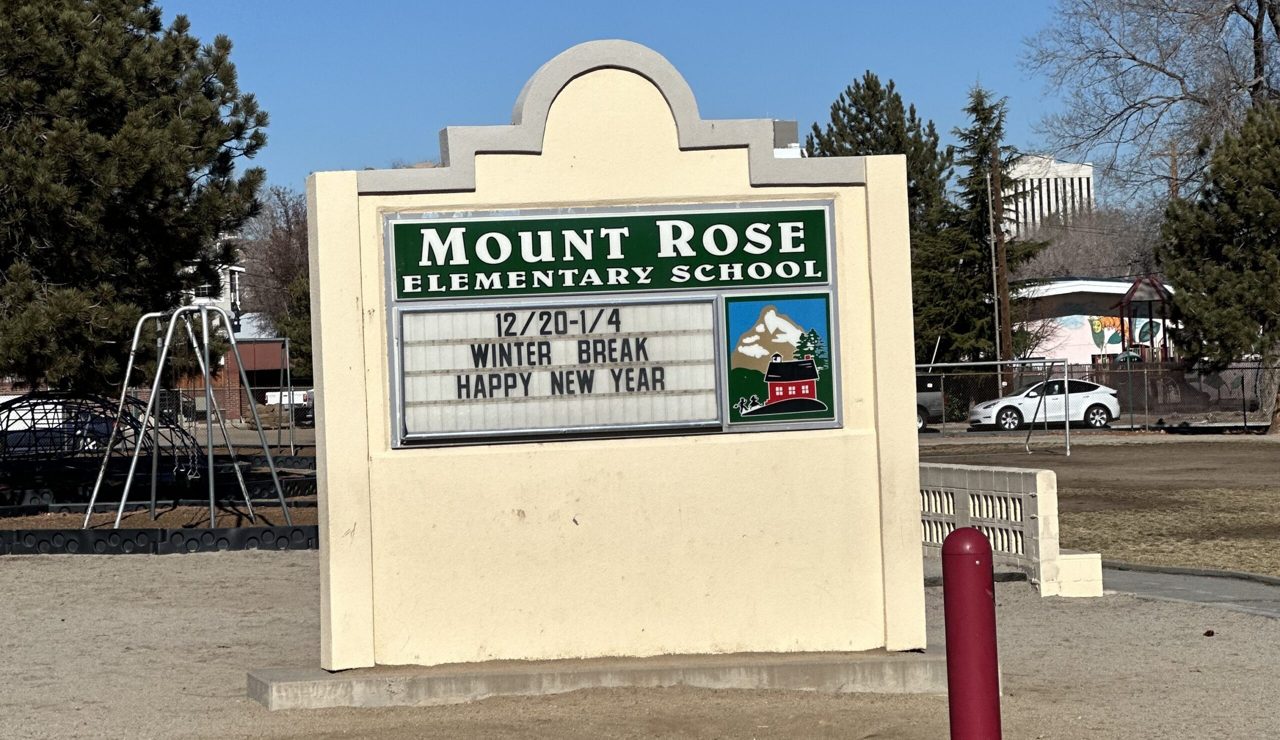 MOUNT ROSE
ELEMENTARY SCHOOL
12/20-1/4
WINTER BREAK
HAPPY NEW YEAR